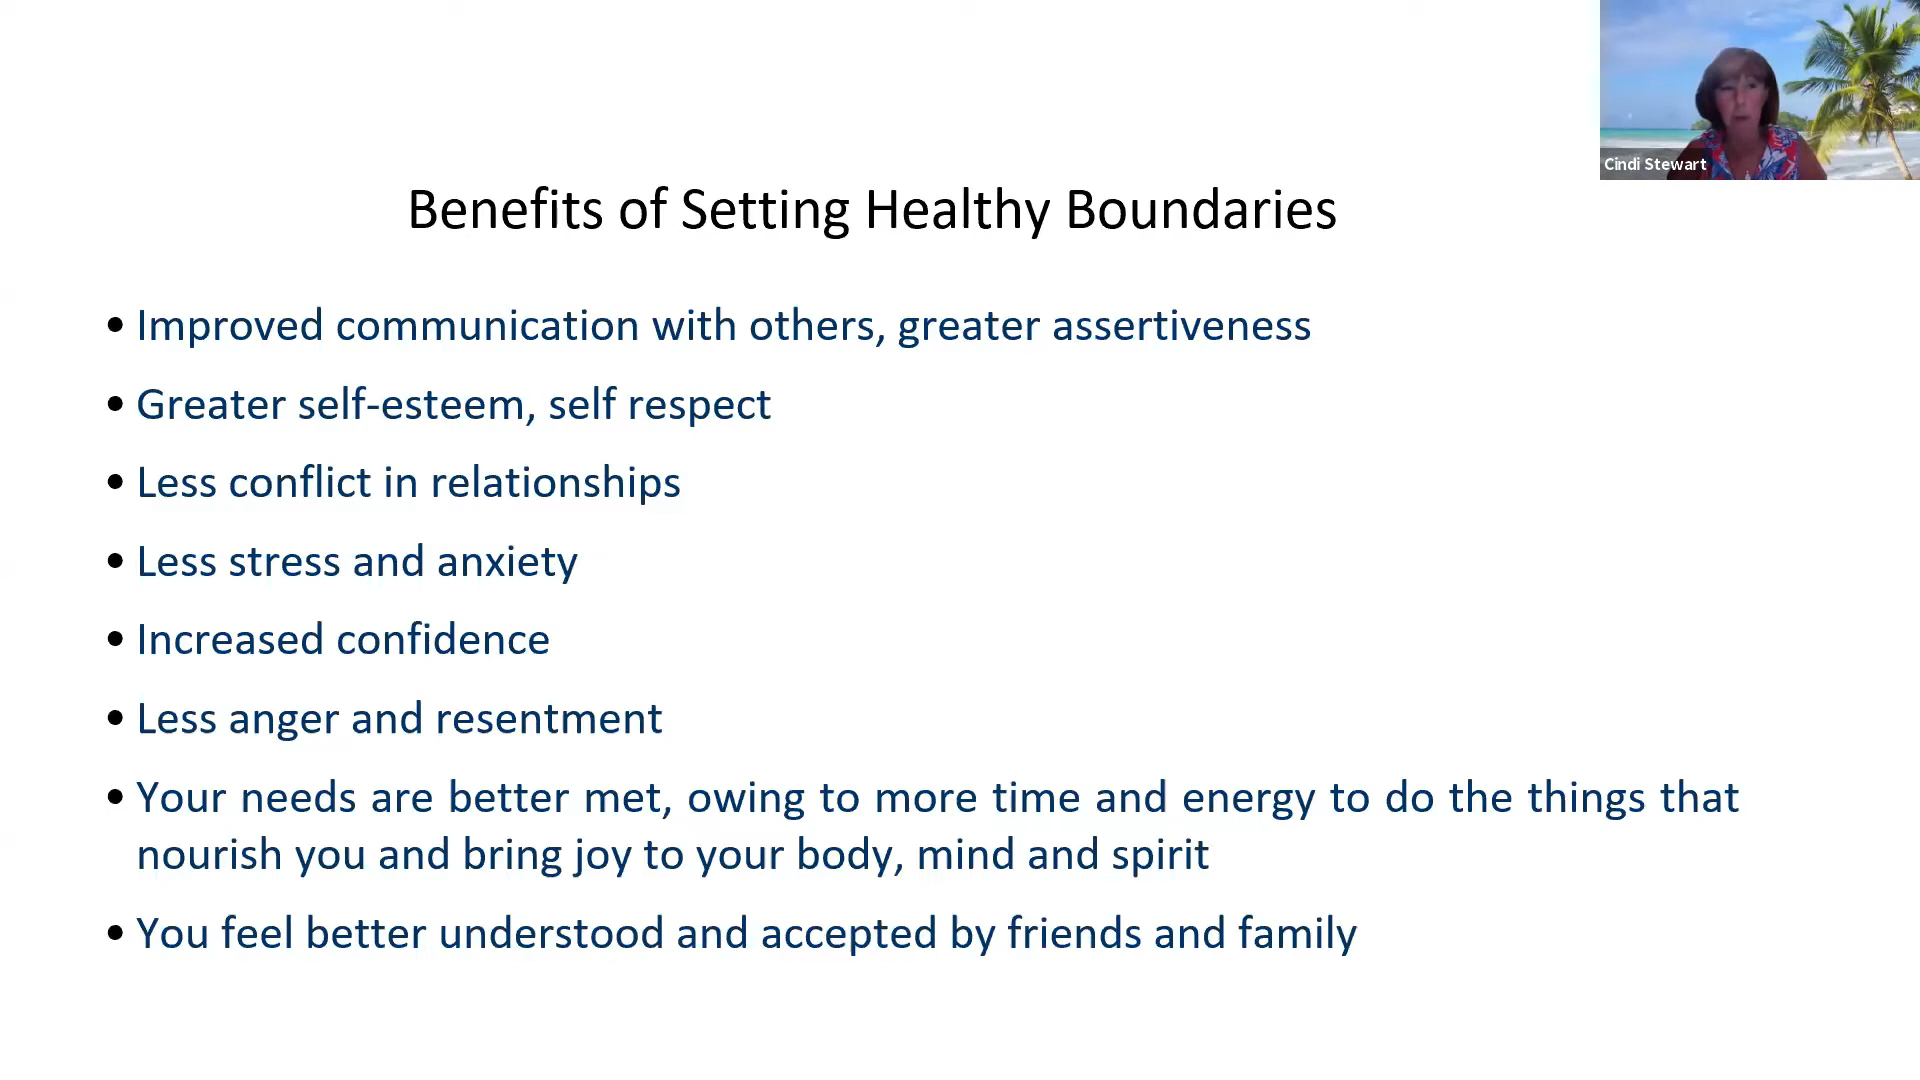 Cindi Stewart
Benefits of Setting Healthy Boundaries
• Improved communication with others, greater assertiveness
• Greater self-esteem, self respect
• Less conflict in relationships
• Less stress and anxiety
• Increased confidence
• Less anger and resentment
• Your needs are better met, owing to more time and energy to do the things that
nourish you and bring joy to your body, mind and spirit
• You feel better understood and accepted by friends and family